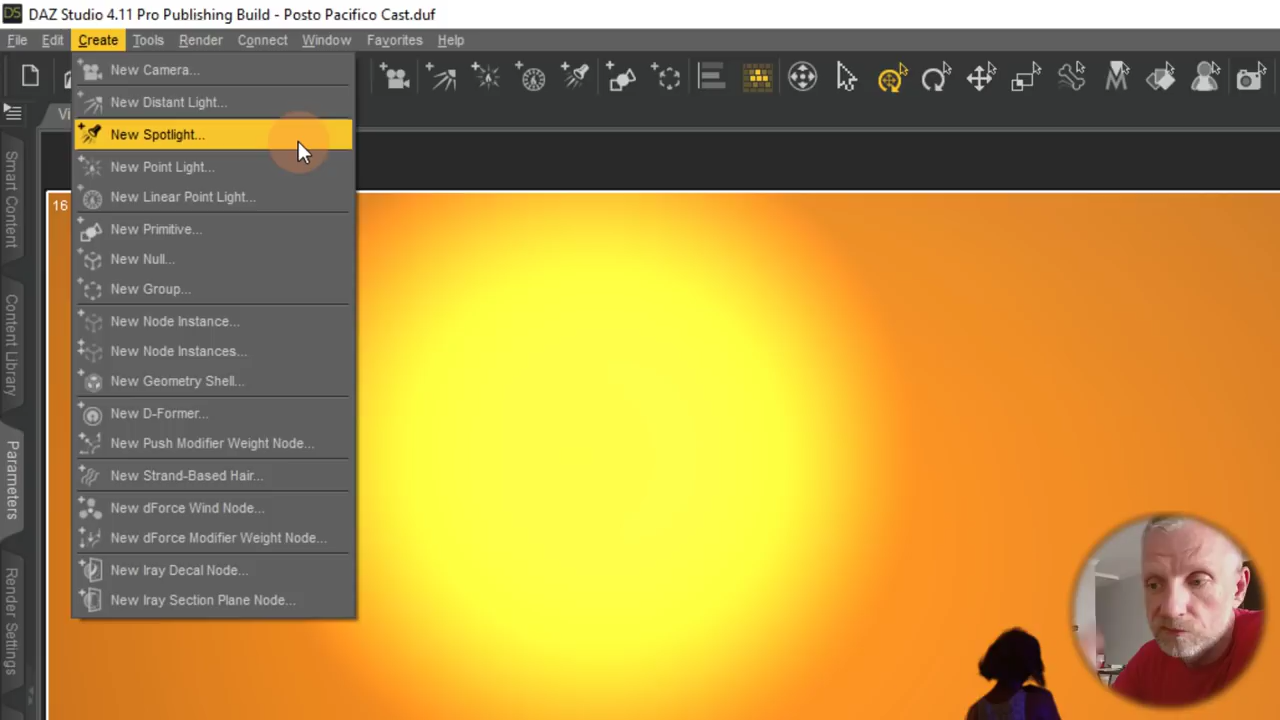 DS DAZ Studio 4.11 Pro Publishing Build - Posto Pacifico Cast.duf
File Edit Create Tools Render Connect Window Favorites Help
New Camera...
New Distant Light...
New Spotlight...
New Point Light...
New Linear Point Light...
New Primitive...
New Null...
New Group...
New Node Instance...
New Node Instances...
New Geometry Shell...
New D-Former...
New Push Modifier Weight Node...
New Strand-Based Hair...
New dForce Wind Node...
New dForce Modifier Weight Node...
New Iray Decal Node...
New Iray Section Plane Node...
Smart Content
Content Library
Parameters
Render Settings
16